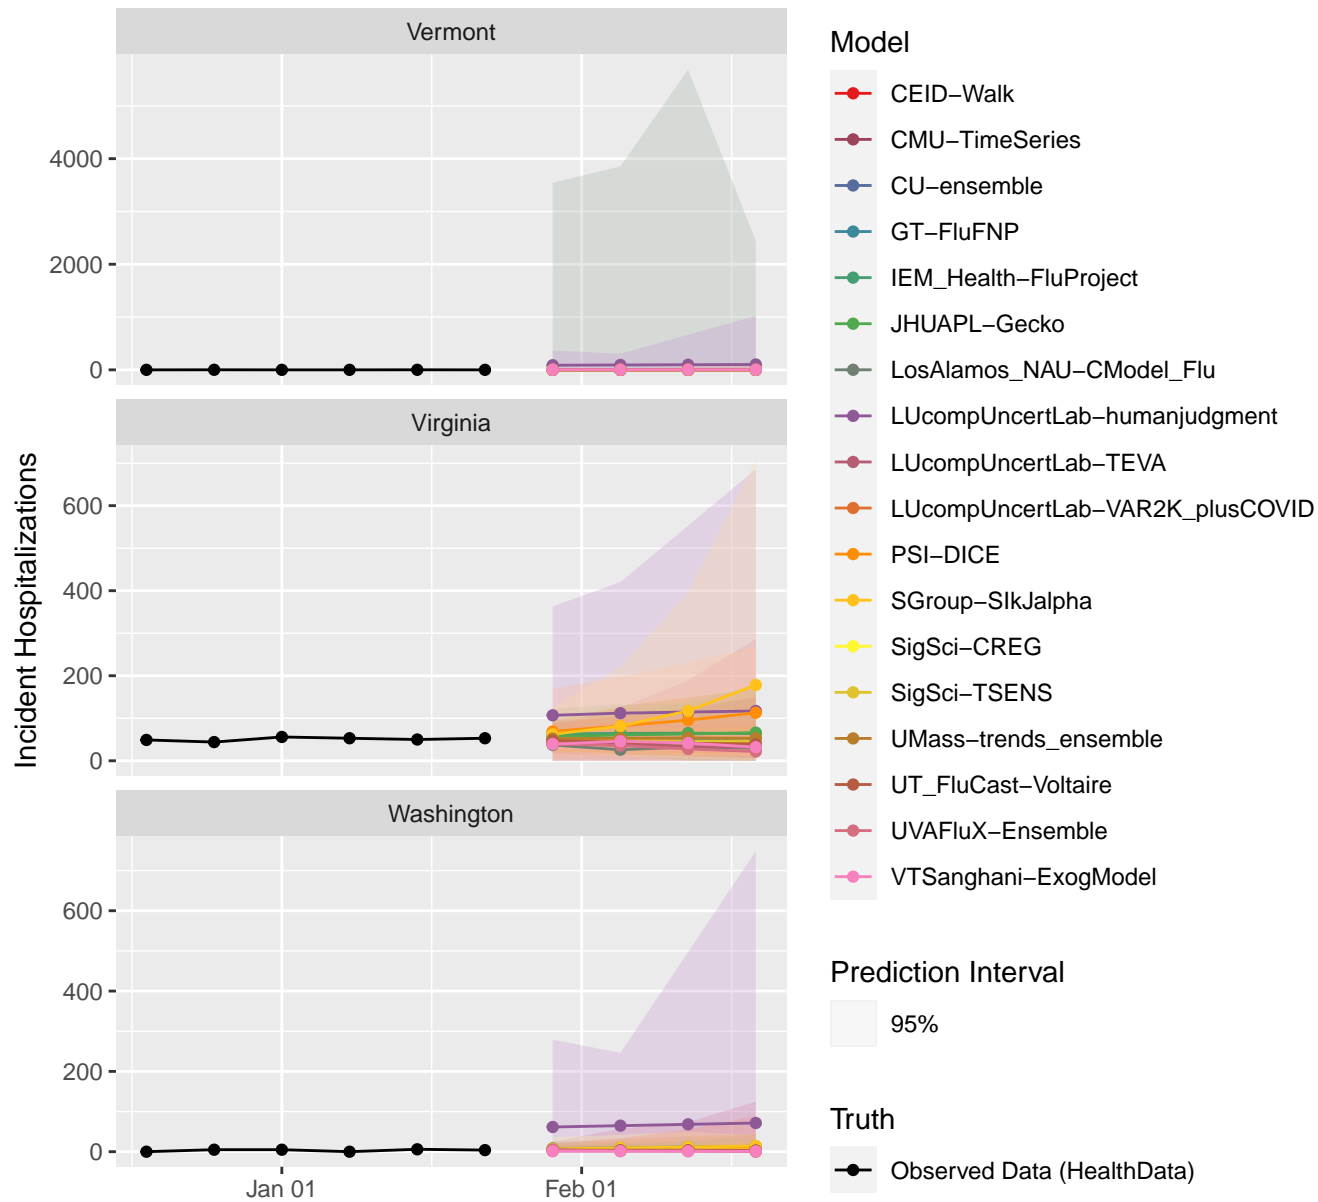 Vermont
4000
2000
0
Virginia
600
400
200
0
Washington
600
400
200
0
Jan 01
Feb 01
Incident Hospitalizations
Model
CEID−Walk
CMU−TimeSeries
CU−ensemble
GT−FluFNP
IEM_Health−FluProject
JHUAPL−Gecko
LosAlamos_NAU−CModel_Flu
LUcompUncertLab−humanjudgment
LUcompUncertLab−TEVA
LUcompUncertLab−VAR2K_plusCOVID
PSI−DICE
SGroup−SIkJalpha
SigSci−CREG
SigSci−TSENS
UMass−trends_ensemble
UT_FluCast−Voltaire
UVAFluX−Ensemble
VTSanghani−ExogModel
Prediction Interval
95%
Truth
Observed Data (HealthData)